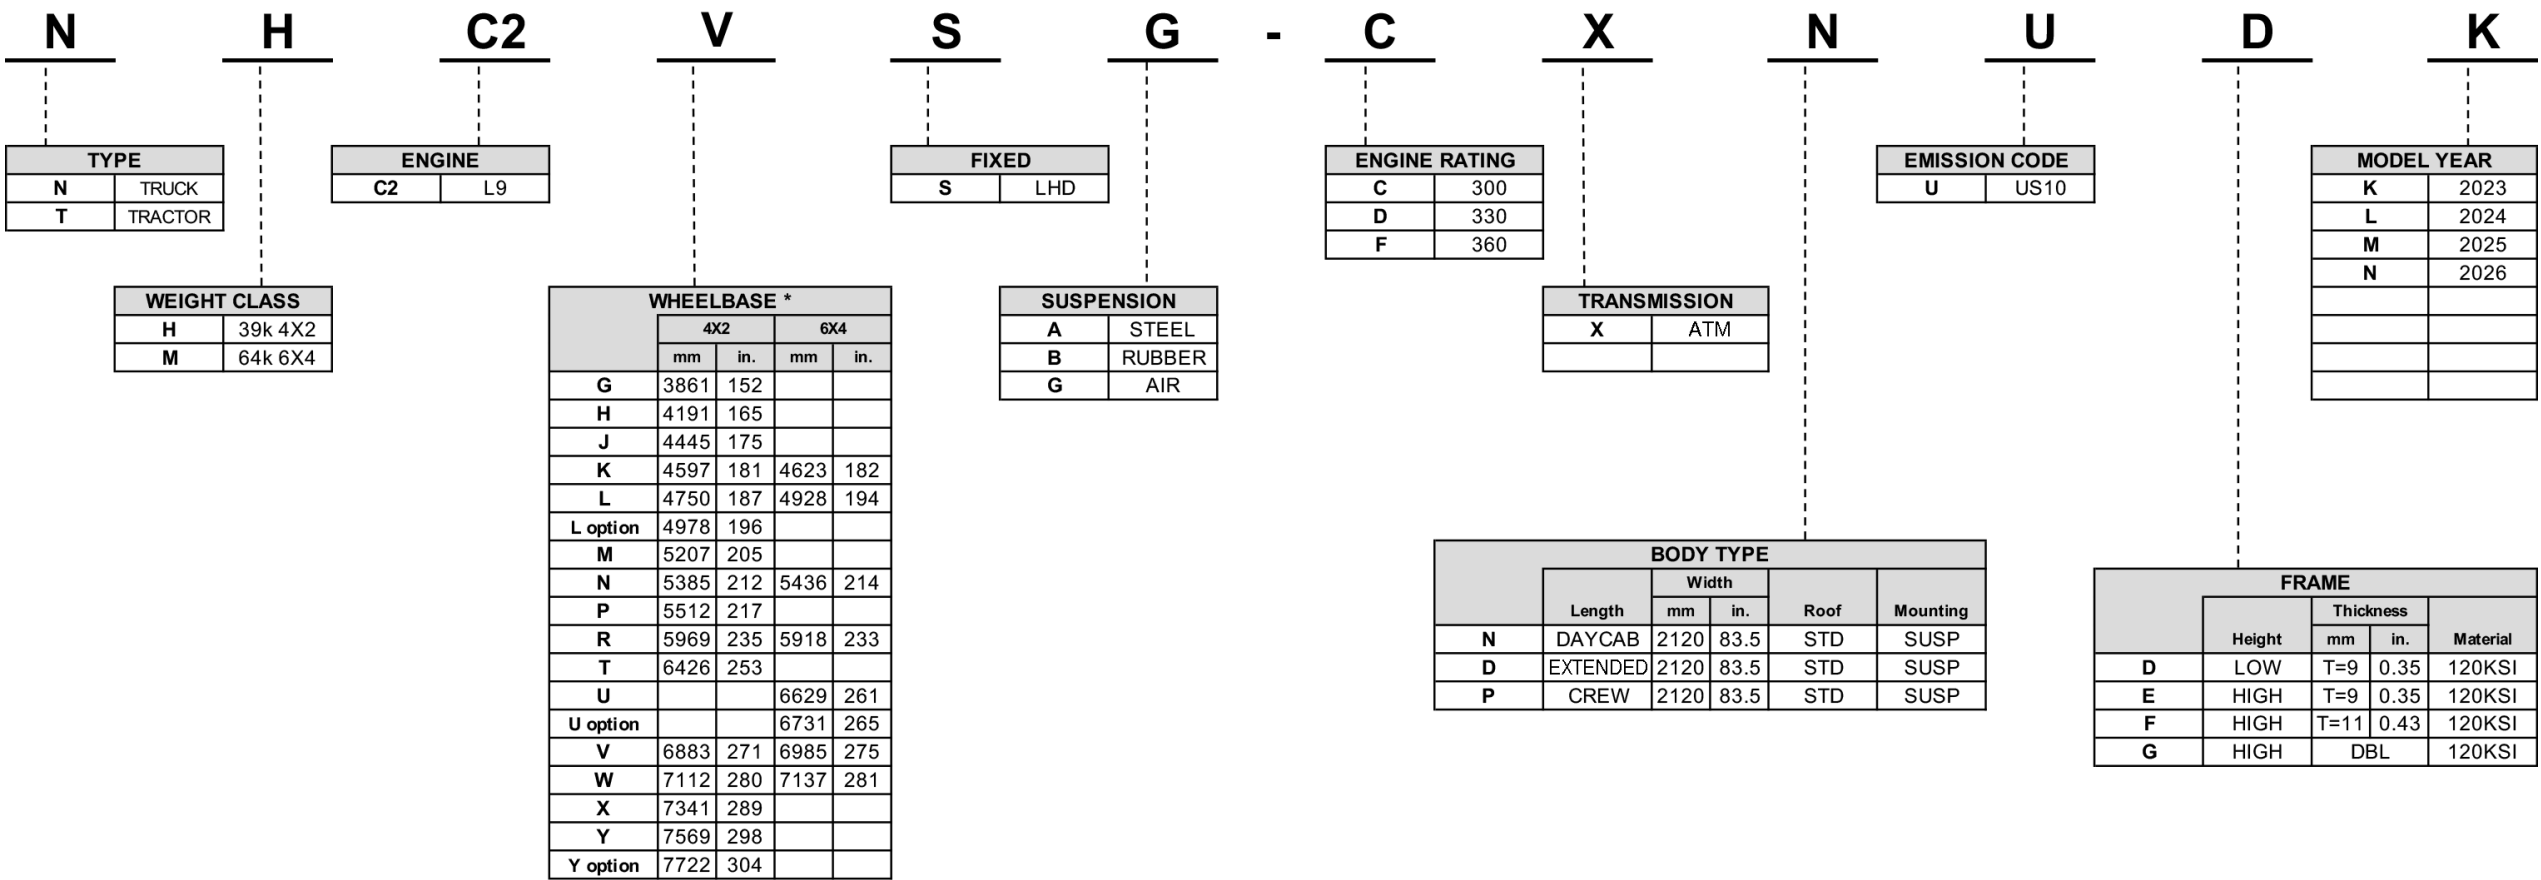 N H C2 V S G - C X N U D K
TYPE
N TRUCK
T TRACTOR
WEIGHT CLASS
H 39k 4X2
M 64k 6X4
ENGINE
C2 L9
WHEELBASE *
4X2 6X4
mm in. mm in.
G 3861 152
H 4191 165
J 4445 175
K 4597 181 4623 182
L 4750 187 4928 194
L option 4978 196
M 5207 205
N 5385 212 5436 214
P 5512 217
R 5969 235 5918 233
T 6426 253
U 6629 261
U option 6731 265
V 6883 271 6985 275
W 7112 280 7137 281
X 7341 289
Y 7569 298
Y option 7722 304
FIXED
S LHD
SUSPENSION
A STEEL
B RUBBER
G AIR
ENGINE RATING
C 300
D 330
F 360
TRANSMISSION
X ATM
BODY TYPE
Width
Length mm in. Roof Mounting
N DAYCAB 2120 83.5 STD SUSP
D EXTENDED 2120 83.5 STD SUSP
P CREW 2120 83.5 STD SUSP
EMISSION CODE
U US10
FRAME
Thickness
Height mm in. Material
D LOW T=9 0.35 120KSI
E HIGH T=9 0.35 120KSI
F HIGH T=11 0.43 120KSI
G HIGH DBL 120KSI
MODEL YEAR
K 2023
L 2024
M 2025
N 2026